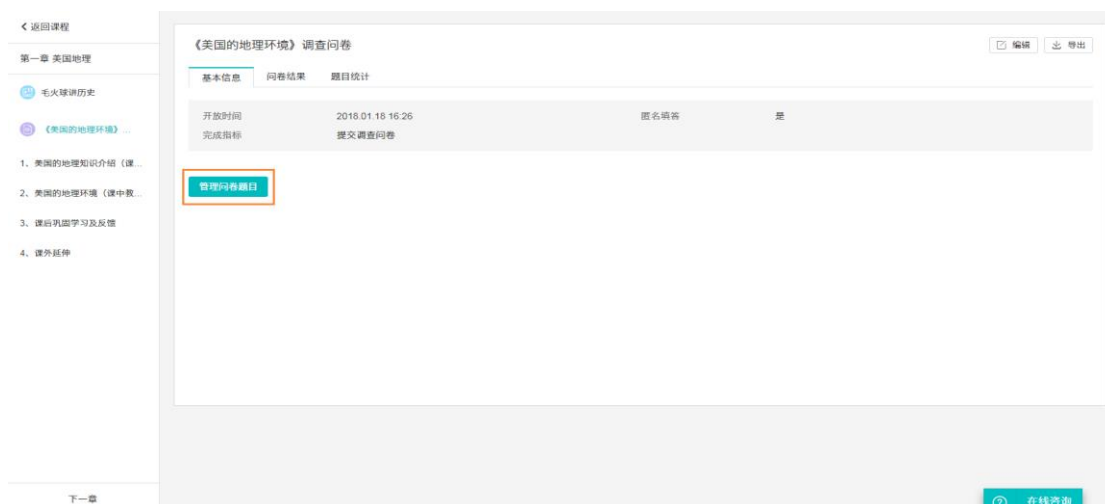 返回课程
第一章 美国地理
毛火球讲历史
《美国的地理环境》...
1、美国的地理知识介绍（课...
2、美国的地理环境（课中教...
3、课后巩固学习及反馈
4、课外延伸
下一章
《美国的地理环境》调查问卷
编辑 导出
基本信息 问卷结果 题目统计
开放时间 2018.01.18 16:26 匿名填答 是
完成指标 提交调查问卷
管理问卷题目
在线咨询